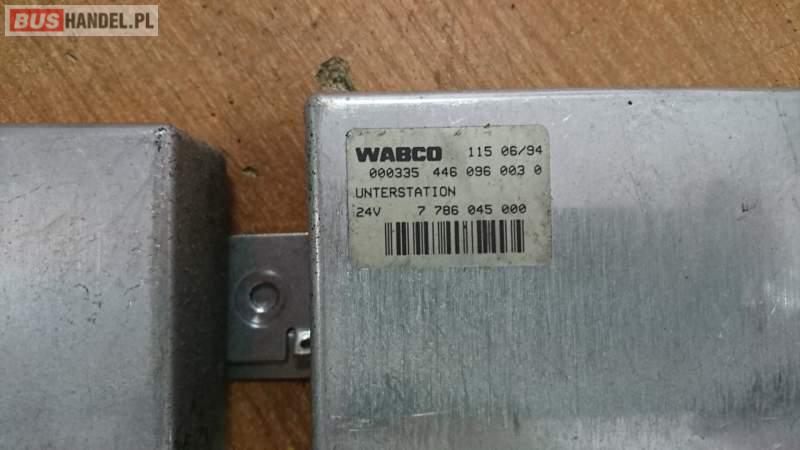 BUSHANDEL.PL
WABCO 115 06/94
000335 446 096 003 0
UNTERSTATION
24V 7 786 045 000